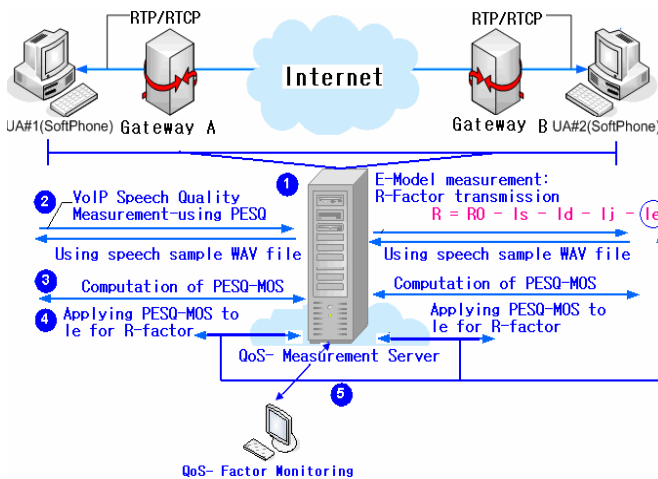 RTP/RTCP
RTP/RTCP
Internet
UA#1(SoftPhone)
Gateway A
Gateway B
UA#2(SoftPhone)
1
E-Model measurement:
R-Factor transmission
R = R0 - Is - Id - Ij - Ie
2
VoIP Speech Quality
Measurement-using PESQ
Using speech sample WAV file
Using speech sample WAV file
3
Computation of PESQ-MOS
Computation of PESQ-MOS
4
Applying PESQ-MOS to
Ie for R-factor
Applying PESQ-MOS to
Ie for R-factor
QoS- Measurement Server
5
QoS- Factor Monitoring